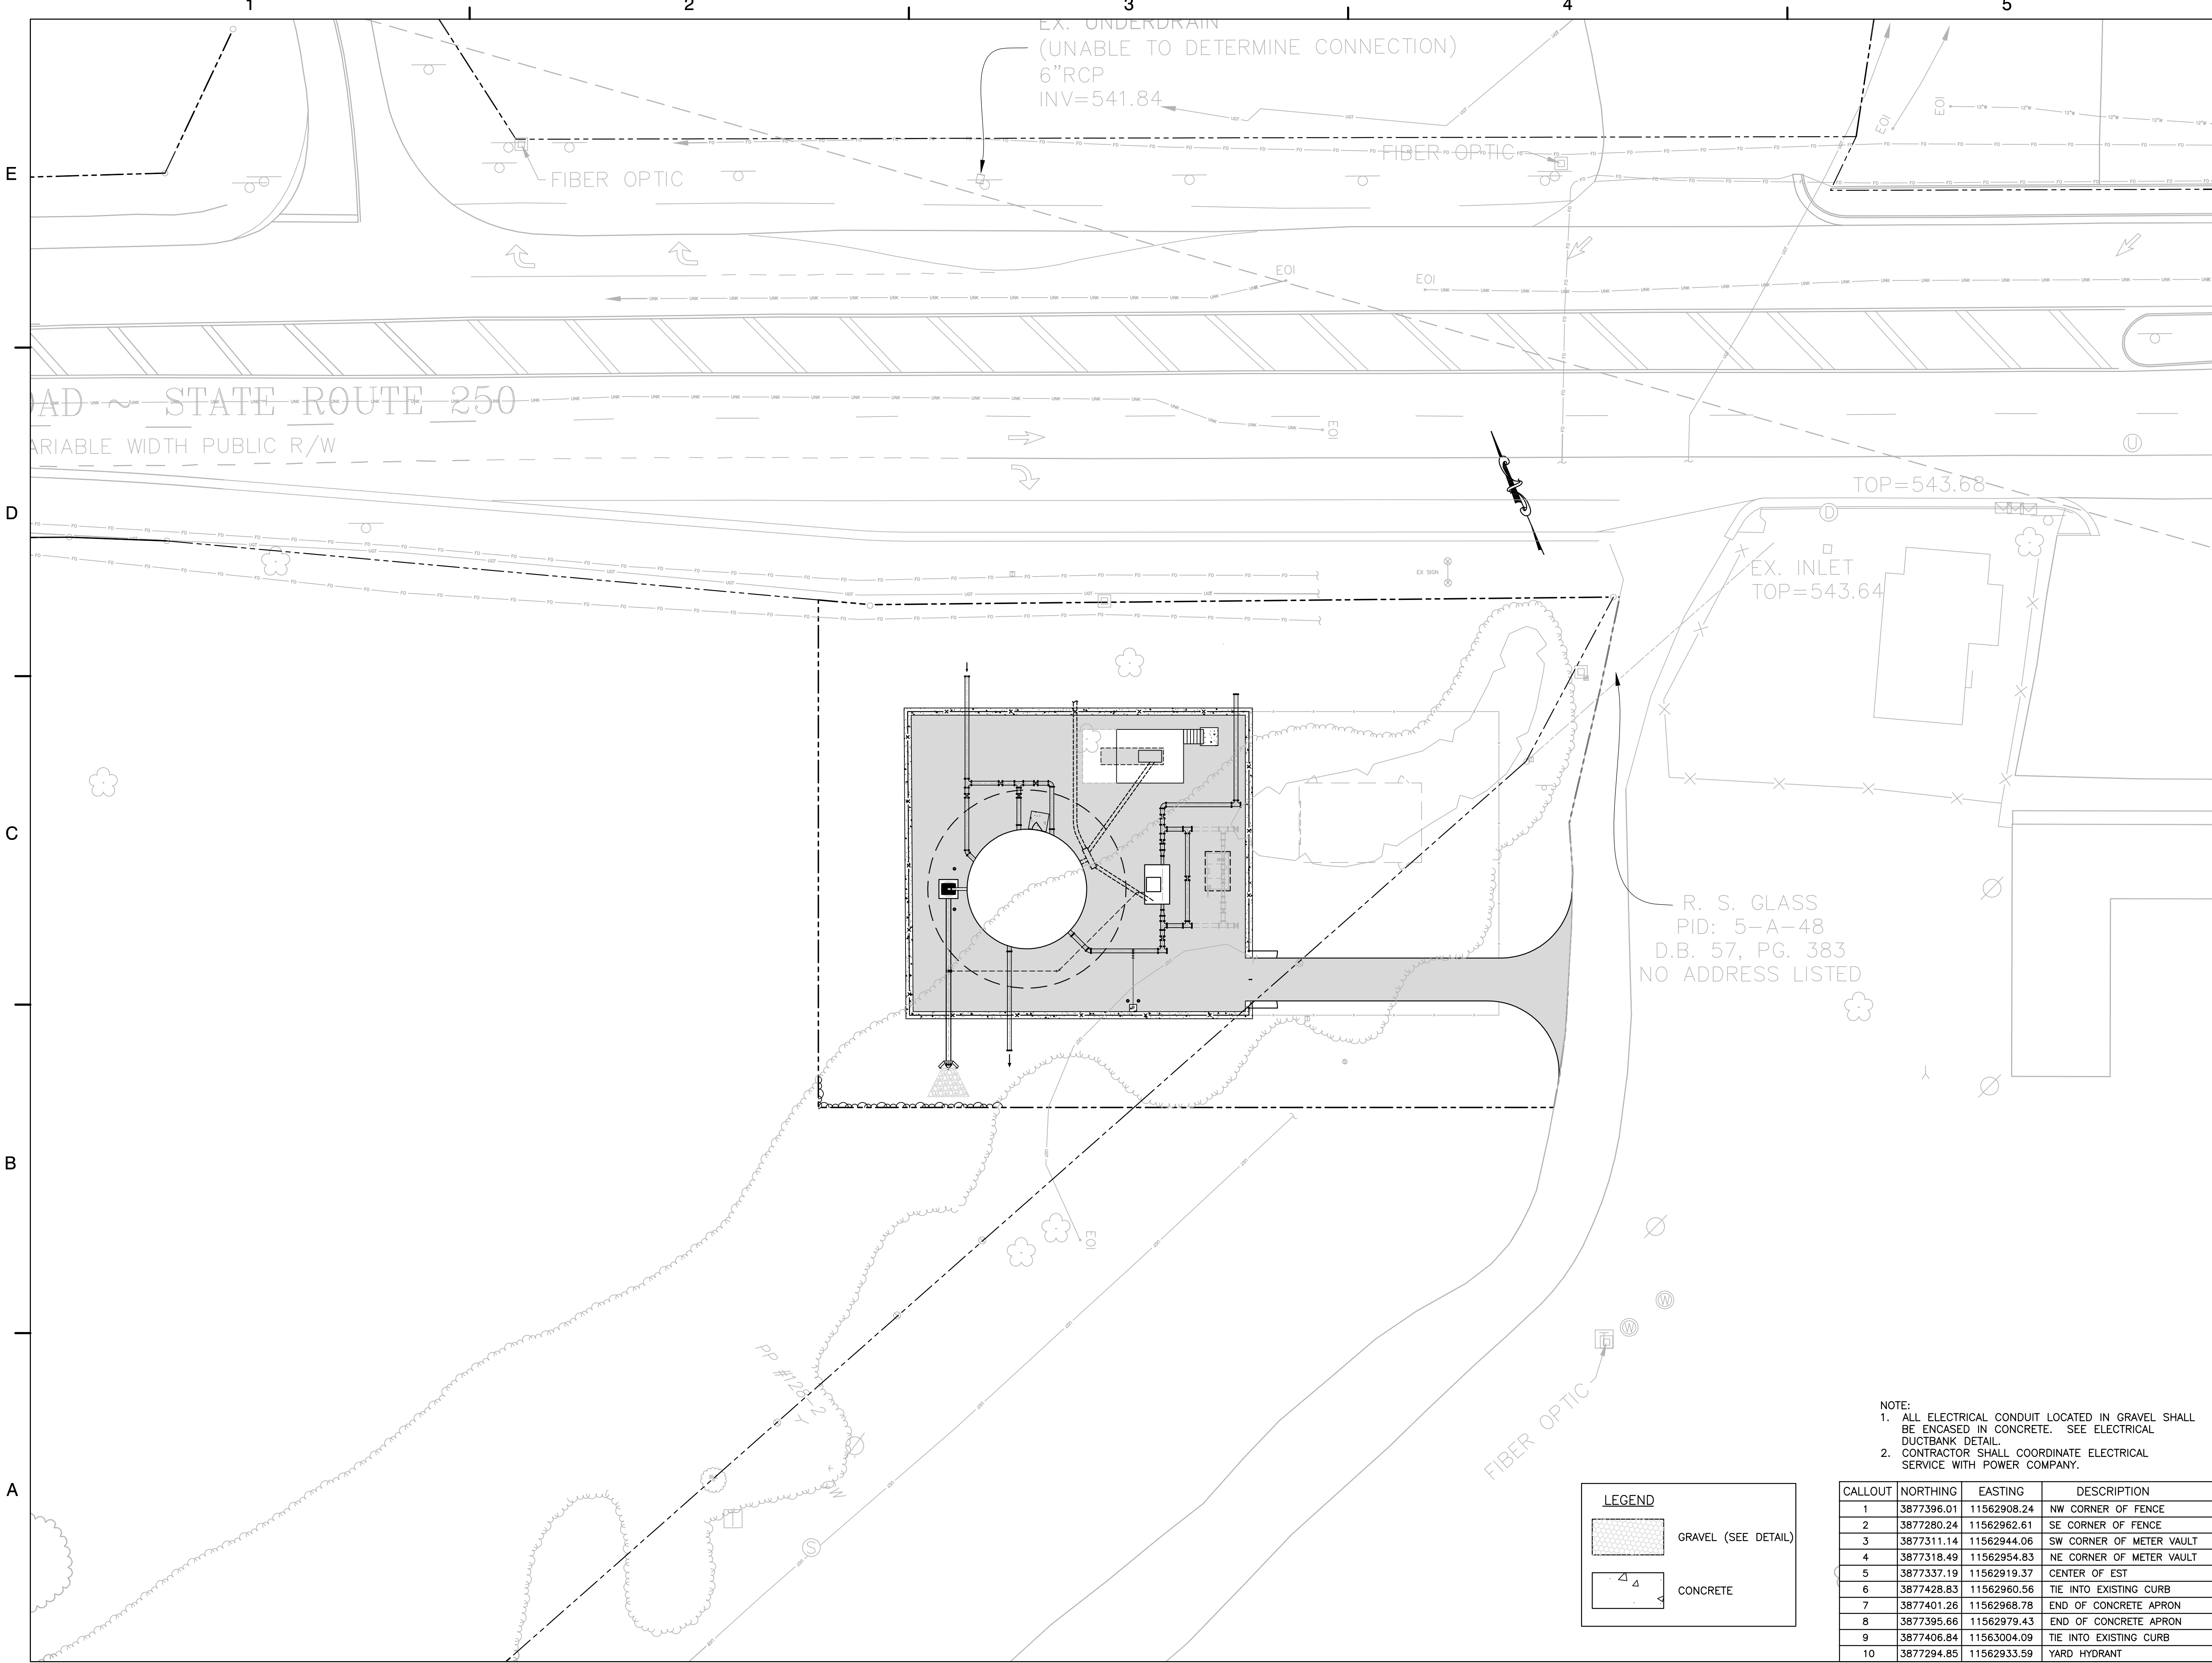 1 2 3 4 5
EX. UNDERDRAIN
(UNABLE TO DETERMINE CONNECTION)
6"RCP
INV=541.84
FIBER OPTIC
FIBER OPTIC
EOI
EOI
EOI
EOI
E
AD ~ STATE ROUTE 250
ARIABLE WIDTH PUBLIC R/W
EOI
U
D
TOP=543.68
D
EX SIGN
EX. INLET
TOP=543.64
C
R. S. GLASS
PID: 5-A-48
D.B. 57, PG. 383
NO ADDRESS LISTED
B
EOI
W
W
FIBER OPTIC
S
A
NOTE:
1. ALL ELECTRICAL CONDUIT LOCATED IN GRAVEL SHALL
BE ENCASED IN CONCRETE. SEE ELECTRICAL
DUCTBANK DETAIL.
2. CONTRACTOR SHALL COORDINATE ELECTRICAL
SERVICE WITH POWER COMPANY.
LEGEND
GRAVEL (SEE DETAIL)
CONCRETE
CALLOUT NORTHING EASTING DESCRIPTION
1 3877396.01 11562908.24 NW CORNER OF FENCE
2 3877280.24 11562962.61 SE CORNER OF FENCE
3 3877311.14 11562944.06 SW CORNER OF METER VAULT
4 3877318.49 11562954.83 NE CORNER OF METER VAULT
5 3877337.19 11562919.37 CENTER OF EST
6 3877428.83 11562960.56 TIE INTO EXISTING CURB
7 3877401.26 11562968.78 END OF CONCRETE APRON
8 3877395.66 11562979.43 END OF CONCRETE APRON
9 3877406.84 11563004.09 TIE INTO EXISTING CURB
10 3877294.85 11562933.59 YARD HYDRANT